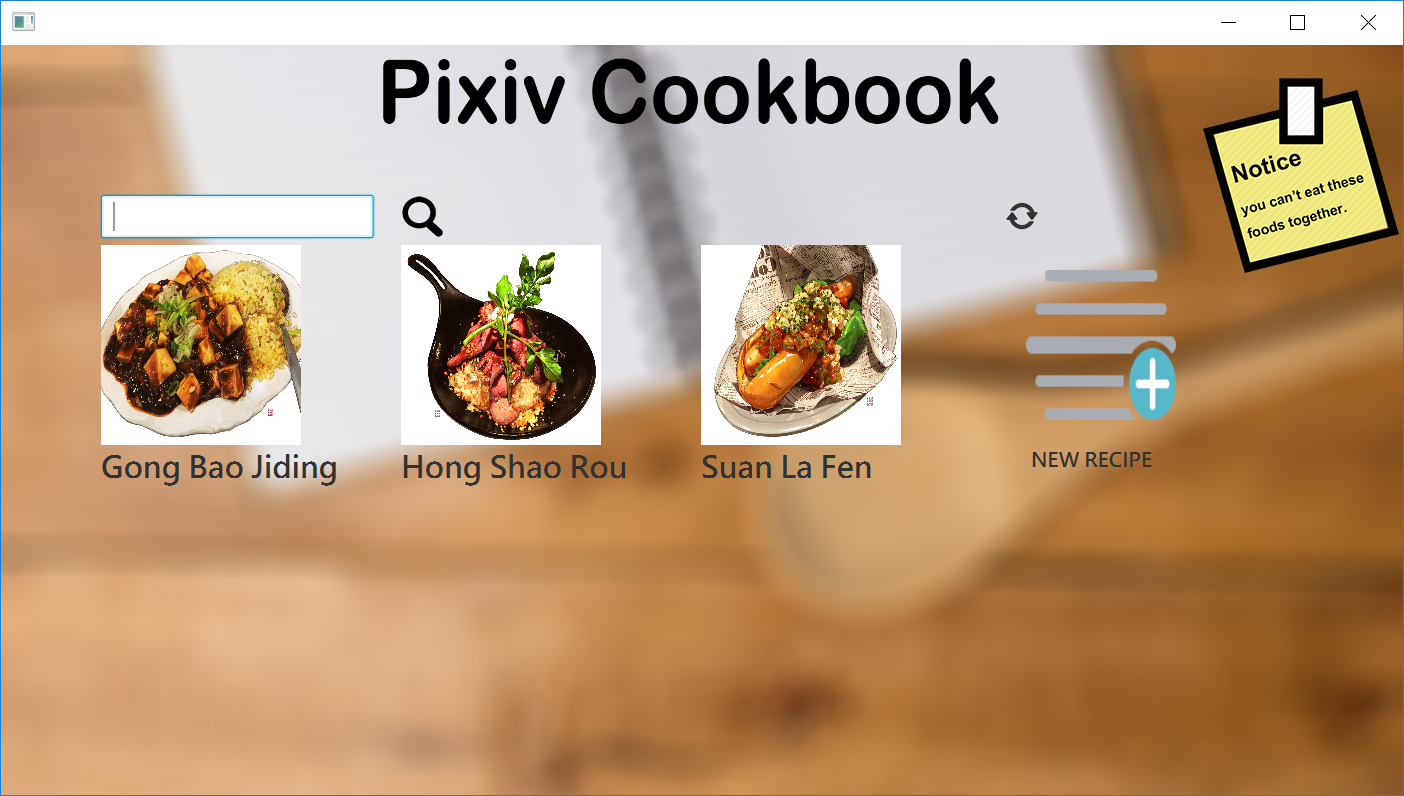 Pixiv Cookbook
Notice
you can't eat these
foods together.
Gong Bao Jiding
Hong Shao Rou
Suan La Fen
NEW RECIPE